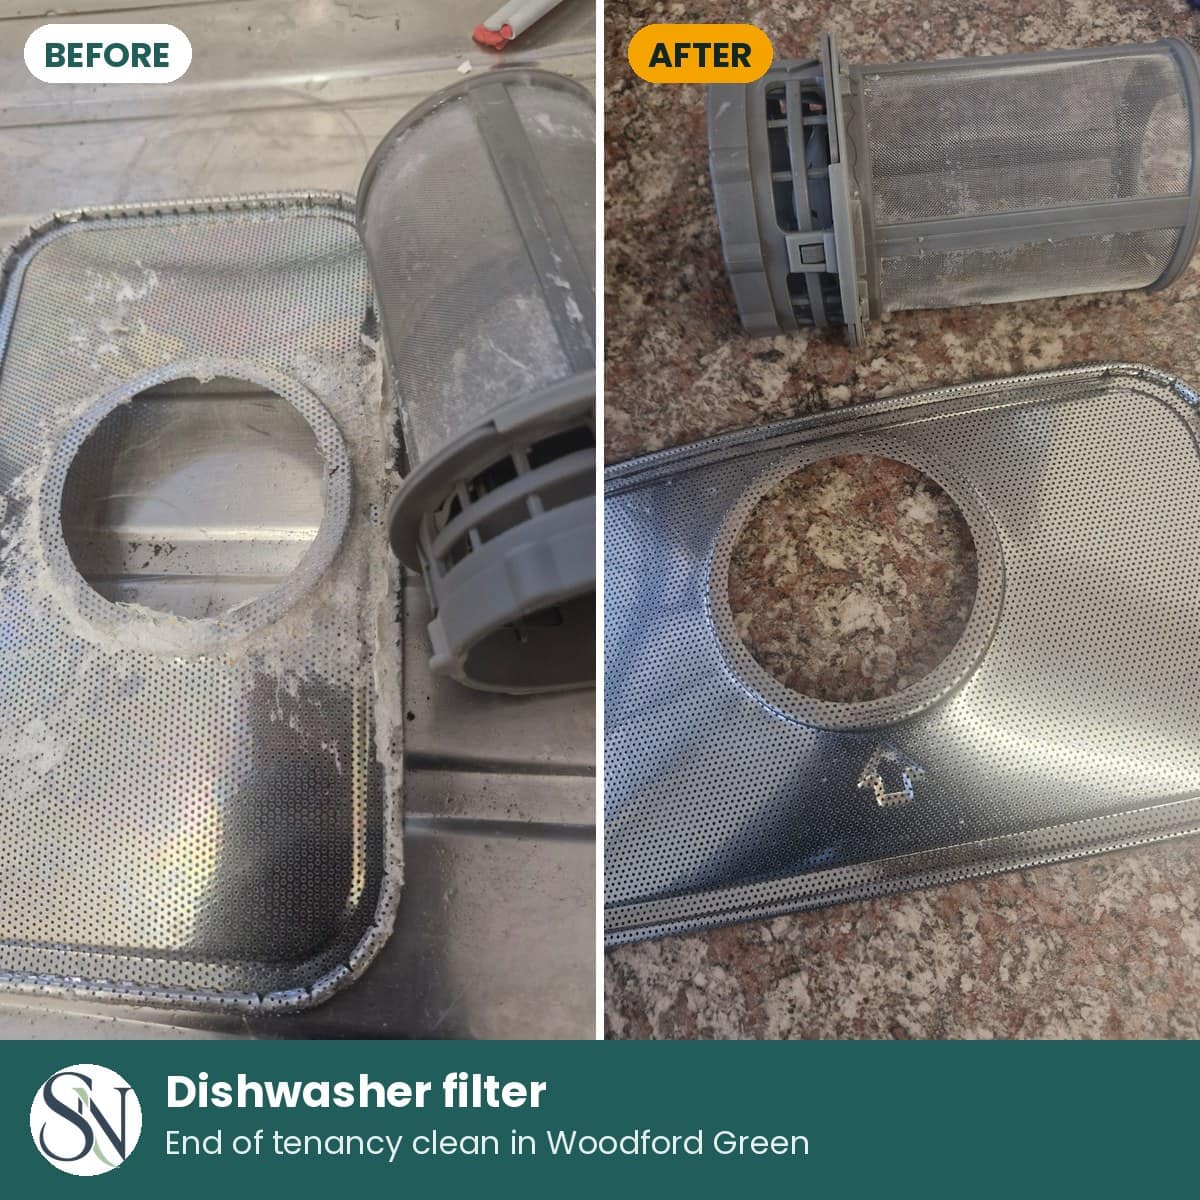 BEFORE
AFTER
SN
Dishwasher filter
End of tenancy clean in Woodford Green